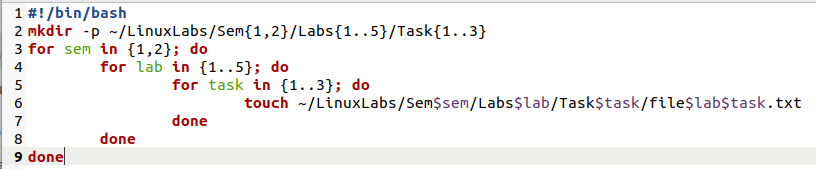 1 #!/bin/bash
2 mkdir -p ~/LinuxLabs/Sem{1,2}/Labs{1..5}/Task{1..3}
3 for sem in {1,2}; do
4         for lab in {1..5}; do
5                 for task in {1..3}; do
6                         touch ~/LinuxLabs/Sem$sem/Labs$lab/Task$task/file$lab$task.txt
7                 done
8         done
9 done